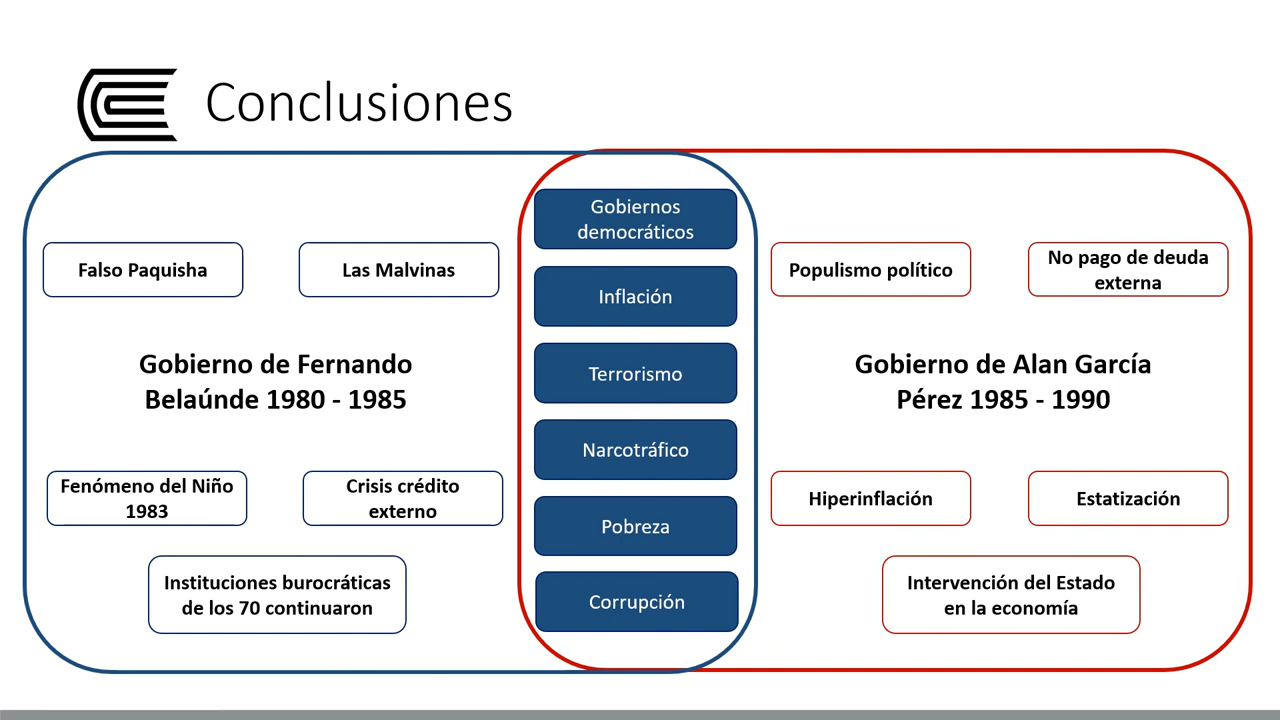 Conclusiones
Falso Paquisha
Las Malvinas
Gobierno de Fernando
Belaúnde 1980 - 1985
Fenómeno del Niño
1983
Crisis crédito
externo
Instituciones burocráticas
de los 70 continuaron
Gobiernos
democráticos
Inflación
Terrorismo
Narcotráfico
Pobreza
Corrupción
Populismo político
No pago de deuda
externa
Gobierno de Alan García
Pérez 1985 - 1990
Hiperinflación
Estatización
Intervención del Estado
en la economía